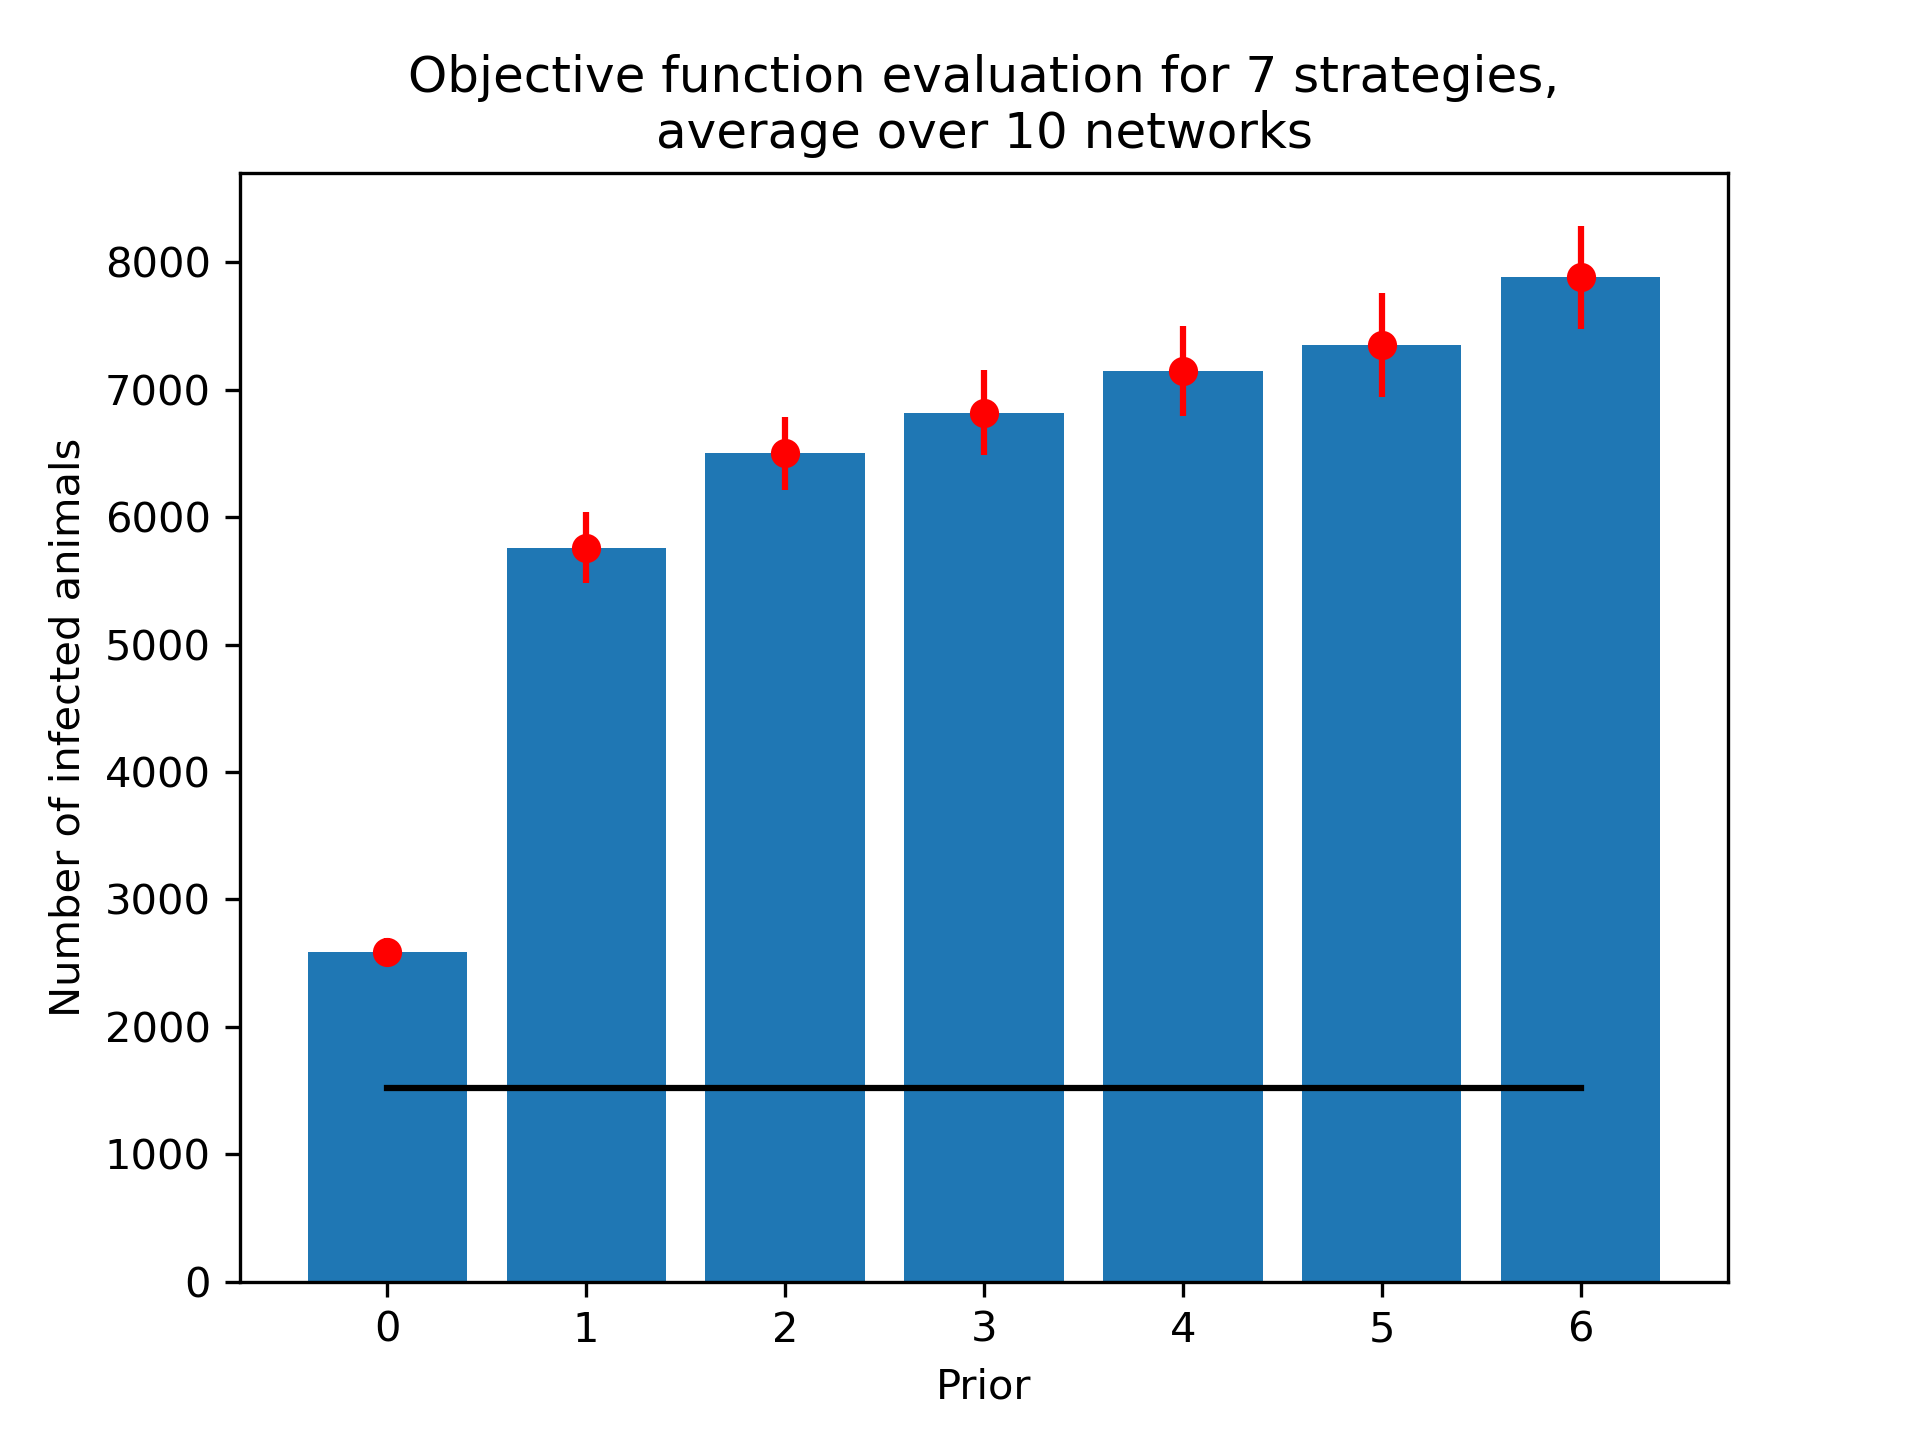 Objective function evaluation for 7 strategies,
average over 10 networks
8000
7000
6000
5000
4000
3000
2000
1000
0
Number of infected animals
0 1 2 3 4 5 6
Prior